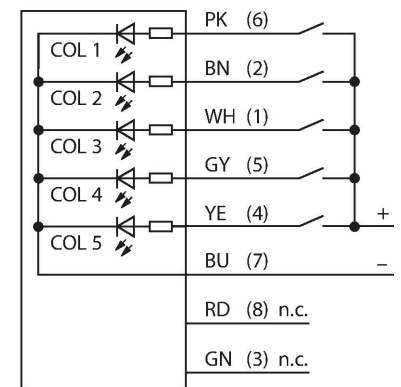 PK (6)
COL 1
BN (2)
COL 2
WH (1)
COL 3
GY (5)
COL 4
YE (4) +
COL 5
BU (7) –
RD (8) n.c.
GN (3) n.c.